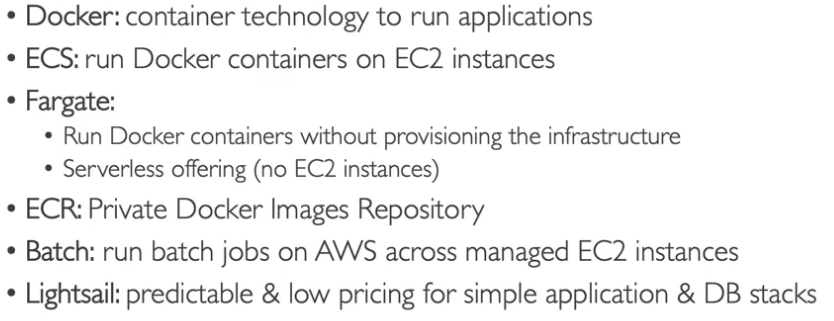 • Docker: container technology to run applications
• ECS: run Docker containers on EC2 instances
• Fargate:
• Run Docker containers without provisioning the infrastructure
• Serverless offering (no EC2 instances)
• ECR: Private Docker Images Repository
• Batch: run batch jobs on AWS across managed EC2 instances
• Lightsail: predictable & low pricing for simple application & DB stacks